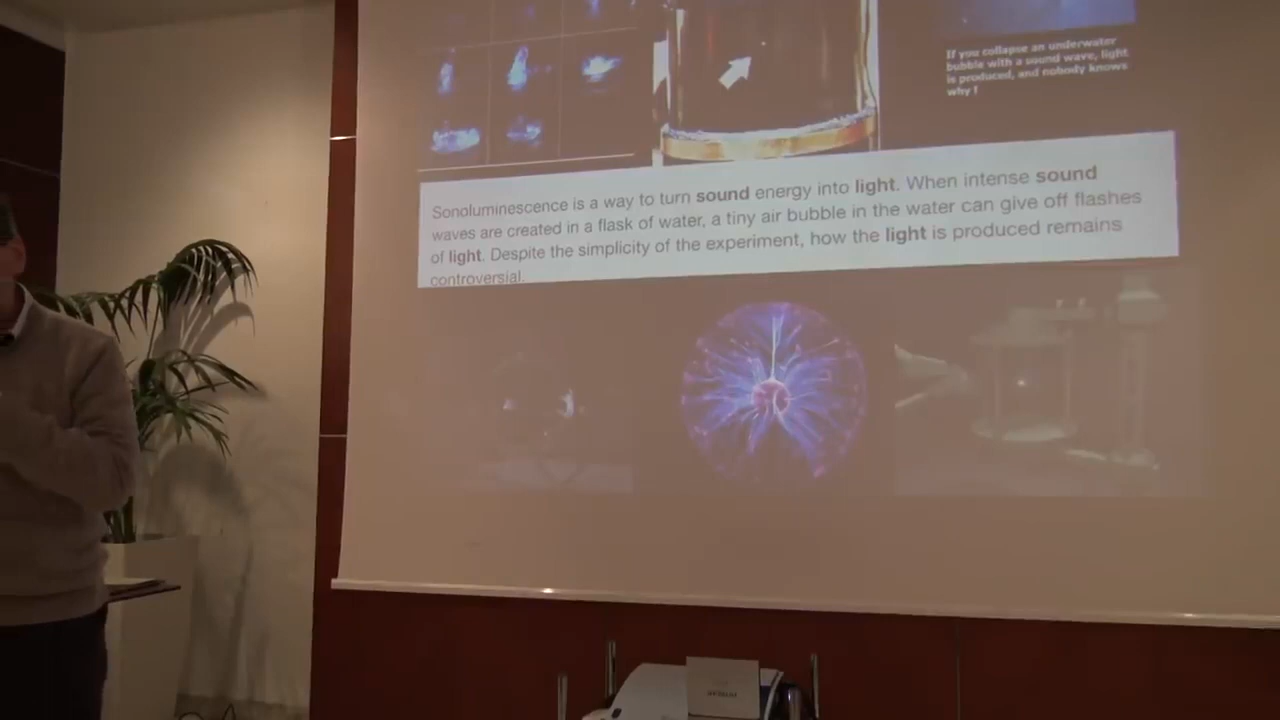 If you collapse an underwater
bubble with a sound wave, light
is produced, and nobody knows
why !
Sonoluminescence is a way to turn sound energy into light. When intense sound
waves are created in a flask of water, a tiny air bubble in the water can give off flashes
of light. Despite the simplicity of the experiment, how the light is produced remains
controversial.